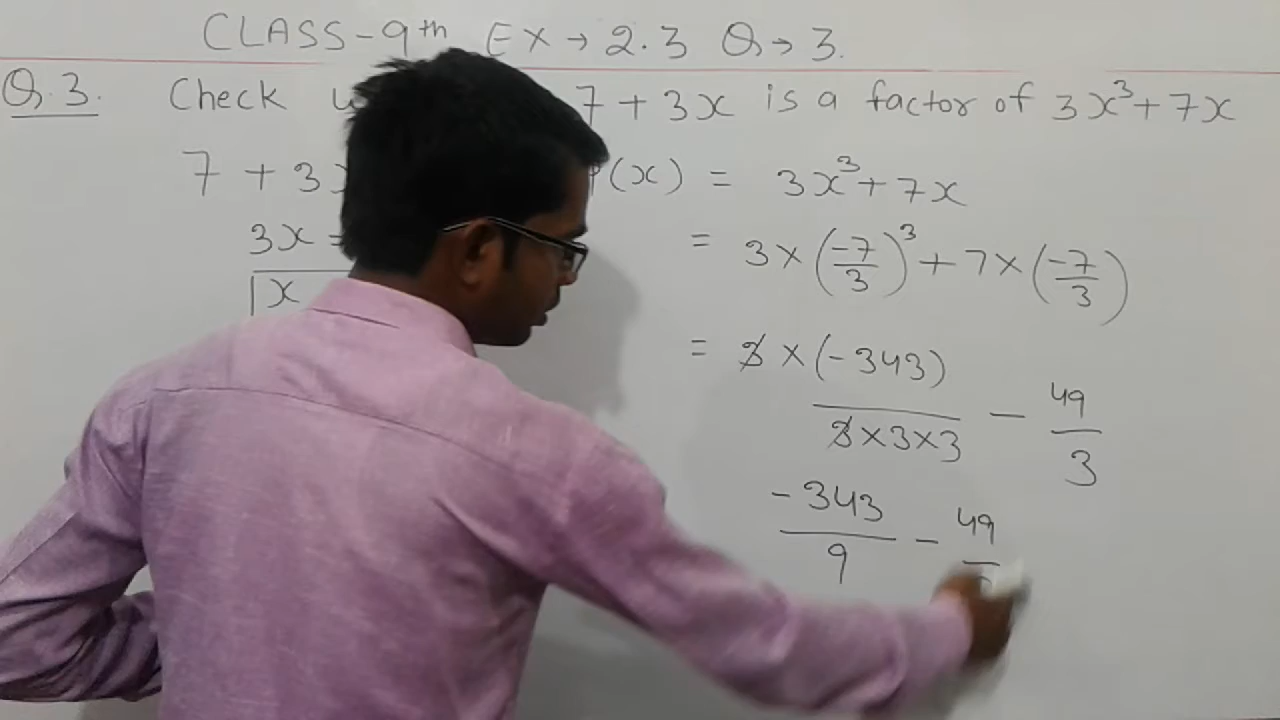 CLASS-9th EX→2.3 Q→3.
Q.3. Check 7 + 3x is a factor of 3x³+7x
7 + 3 (x) = 3x³+7x
3x = = 3×(-7/3)³+7×(-7/3)
x = 3×(-343)/3×3×3 - 49/3
-343/9 - 49/